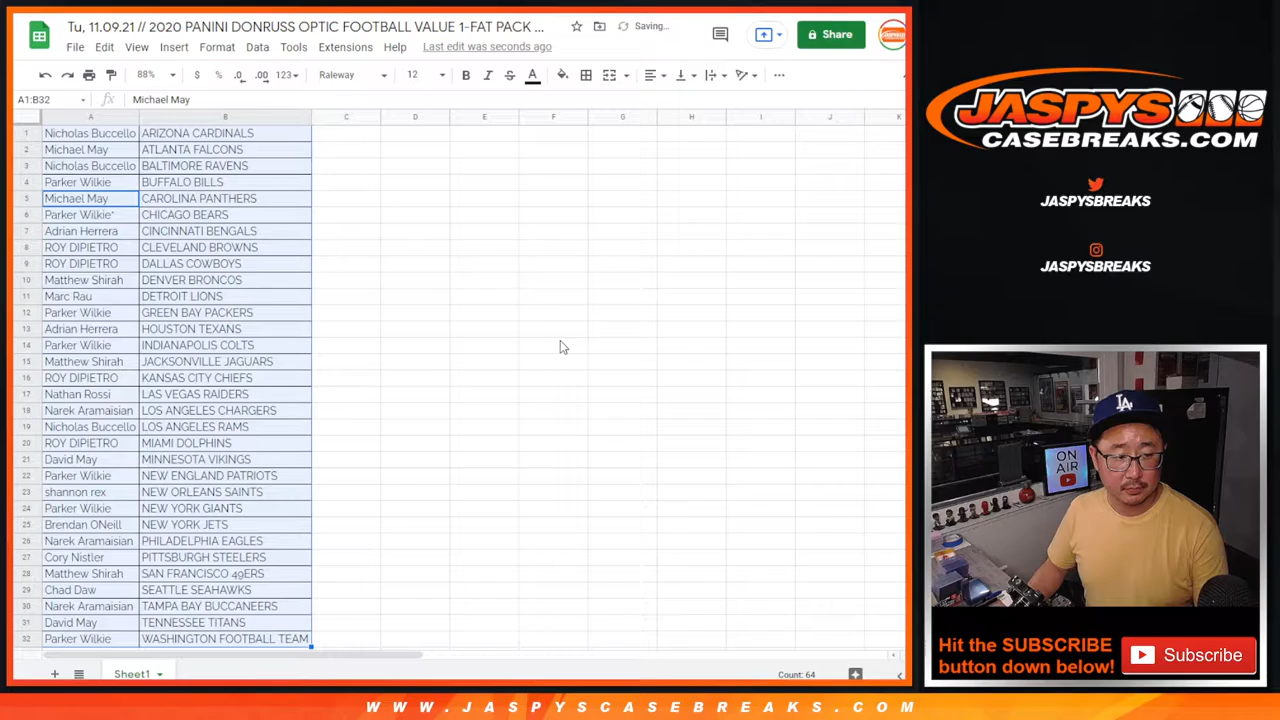 Tu, 11.09.21 // 2020 PANINI DONRUSS OPTIC FOOTBALL VALUE 1-FAT PACK ...
Saving...
Share
File Edit View Insert Format Data Tools Extensions Help Last edit was seconds ago
88% $ % .0 .00 123 Raleway 12 B I S A
A1:B32 fx Michael May
A B C D E F G H I J K
1 Nicholas Buccello ARIZONA CARDINALS
2 Michael May ATLANTA FALCONS
3 Nicholas Buccello BALTIMORE RAVENS
4 Parker Wilkie BUFFALO BILLS
5 Michael May CAROLINA PANTHERS
6 Parker Wilkie* CHICAGO BEARS
7 Adrian Herrera CINCINNATI BENGALS
8 ROY DIPIETRO CLEVELAND BROWNS
9 ROY DIPIETRO DALLAS COWBOYS
10 Matthew Shirah DENVER BRONCOS
11 Marc Rau DETROIT LIONS
12 Parker Wilkie GREEN BAY PACKERS
13 Adrian Herrera HOUSTON TEXANS
14 Parker Wilkie INDIANAPOLIS COLTS
15 Matthew Shirah JACKSONVILLE JAGUARS
16 ROY DIPIETRO KANSAS CITY CHIEFS
17 Nathan Rossi LAS VEGAS RAIDERS
18 Narek Aramaisian LOS ANGELES CHARGERS
19 Nicholas Buccello LOS ANGELES RAMS
20 ROY DIPIETRO MIAMI DOLPHINS
21 David May MINNESOTA VIKINGS
22 Parker Wilkie NEW ENGLAND PATRIOTS
23 shannon rex NEW ORLEANS SAINTS
24 Parker Wilkie NEW YORK GIANTS
25 Brendan ONeill NEW YORK JETS
26 Narek Aramaisian PHILADELPHIA EAGLES
27 Cory Nistler PITTSBURGH STEELERS
28 Matthew Shirah SAN FRANCISCO 49ERS
29 Chad Daw SEATTLE SEAHAWKS
30 Narek Aramaisian TAMPA BAY BUCCANEERS
31 David May TENNESSEE TITANS
32 Parker Wilkie WASHINGTON FOOTBALL TEAM
Sheet1
Count: 64
JASPYS
CASEBREAKS.COM
JASPYSBREAKS
JASPYSBREAKS
LA
ON
AIR
Hit the SUBSCRIBE
button down below!
Subscribe
WWW.JASPYSCASEBREAKS.COM